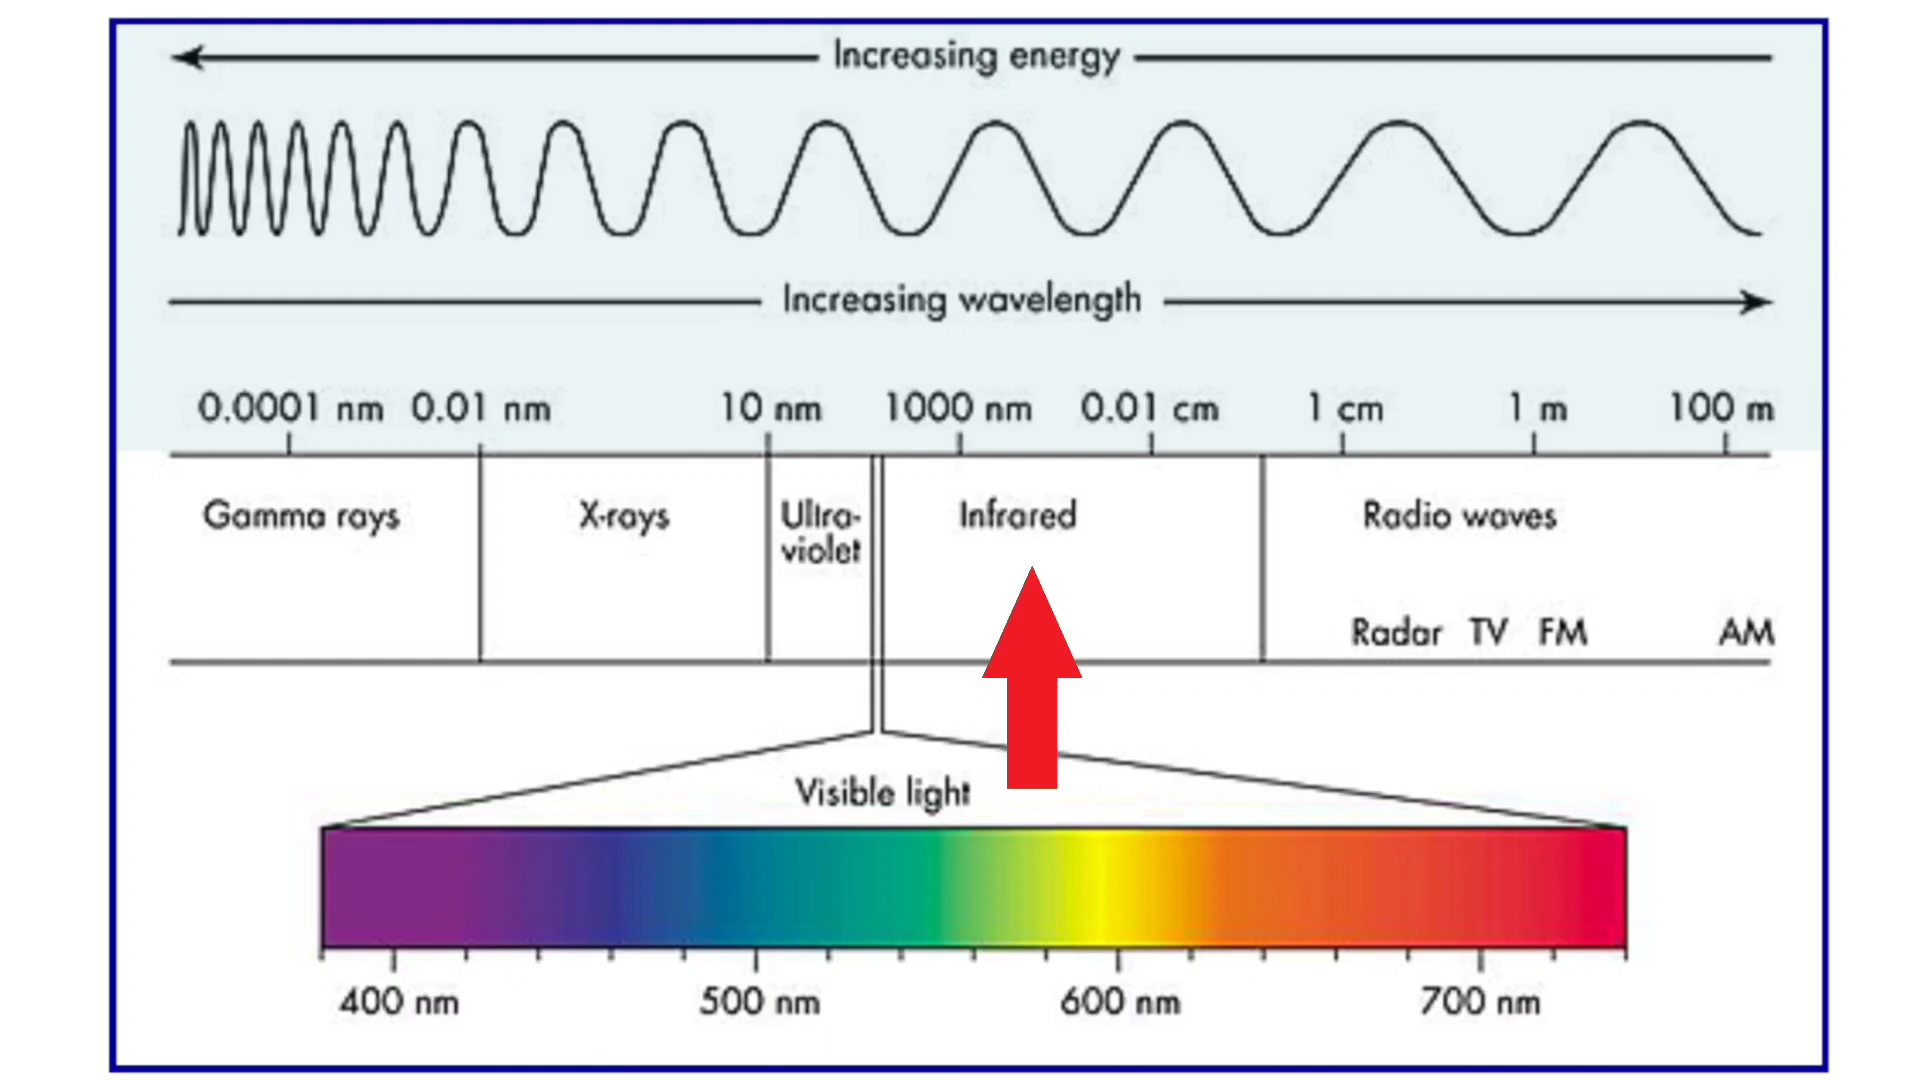 Increasing energy
Increasing wavelength
0.0001 nm 0.01 nm 10 nm 1000 nm 0.01 cm 1 cm 1 m 100 m
Gamma rays X-rays Ultra-
violet Infrared Radio waves
Radar TV FM AM
Visible light
400 nm 500 nm 600 nm 700 nm